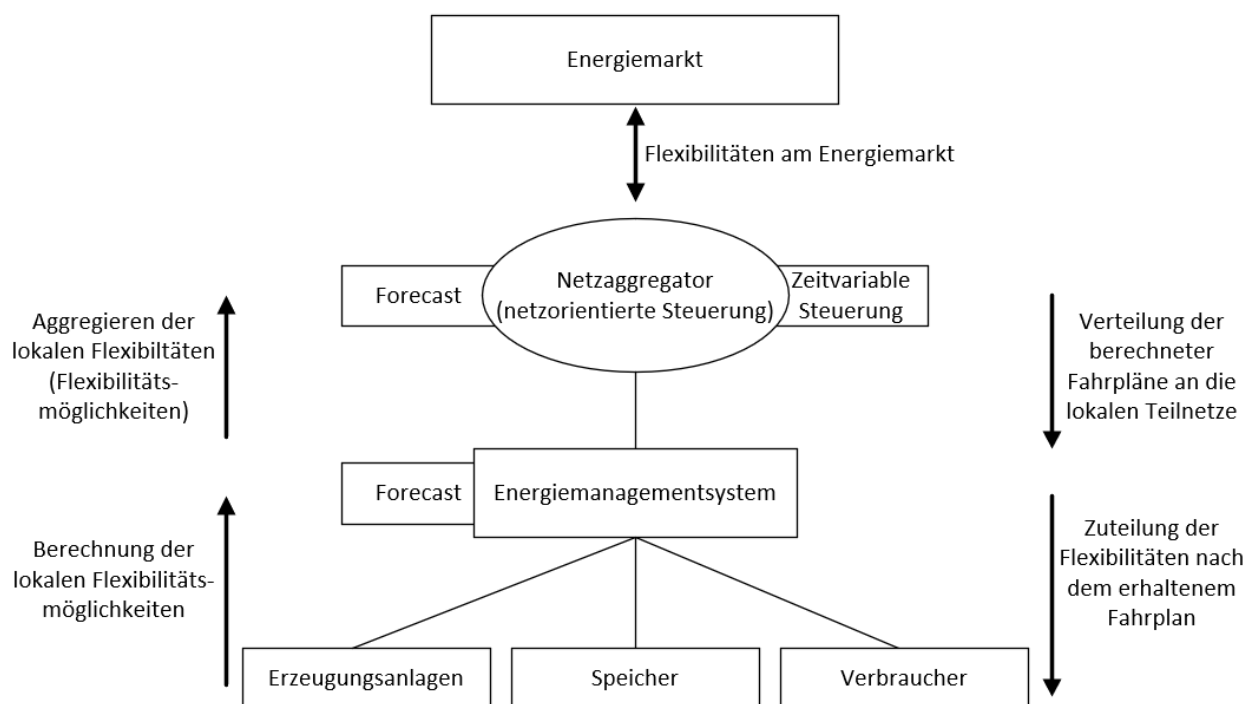 Energiemarkt
Flexibilitäten am Energiemarkt
Forecast
Netzaggregator
(netzorientierte Steuerung)
Zeitvariable
Steuerung
Aggregieren der
lokalen Flexibiltäten
(Flexibilitäts-
möglichkeiten)
Verteilung der
berechneter
Fahrpläne an die
lokalen Teilnetze
Forecast
Energiemanagementsystem
Berechnung der
lokalen Flexibilitäts-
möglichkeiten
Zuteilung der
Flexibilitäten nach
dem erhaltenem
Fahrplan
Erzeugungsanlagen
Speicher
Verbraucher